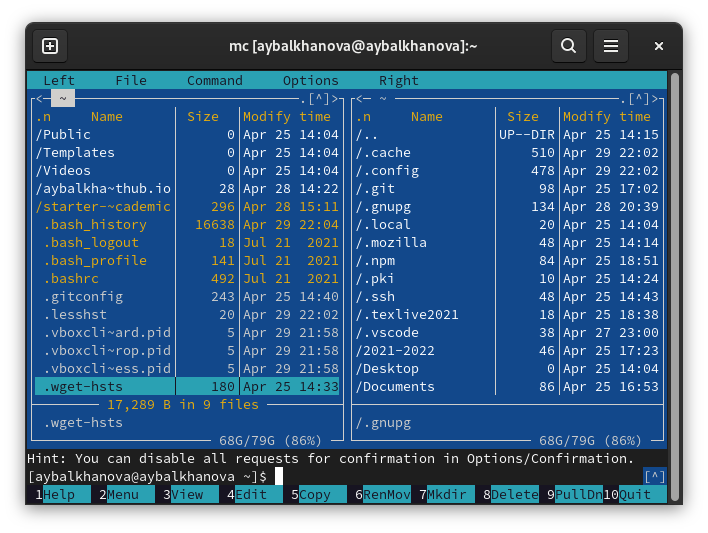 mc [aybalkhanova@aybalkhanova]:~
Left File Command Options Right
<─ ~ .[^]>
.n Name Size Modify time
/Public 0 Apr 25 14:04
/Templates 0 Apr 25 14:04
/Videos 0 Apr 25 14:04
/aybalkha~thub.io 28 Apr 28 14:22
/starter-~cademic 296 Apr 28 15:11
.bash_history 16638 Apr 29 22:04
.bash_logout 18 Jul 21 2021
.bash_profile 141 Jul 21 2021
.bashrc 492 Jul 21 2021
.gitconfig 243 Apr 25 14:40
.lesshst 20 Apr 29 22:02
.vboxcli~ard.pid 5 Apr 29 21:58
.vboxcli~rop.pid 5 Apr 29 21:58
.vboxcli~ess.pid 5 Apr 29 21:58
.wget-hsts 180 Apr 25 14:33
17,289 B in 9 files
.wget-hsts
68G/79G (86%)
<─ ~ .[^]>
.n Name Size Modify time
/.. UP--DIR Apr 25 14:15
/.cache 510 Apr 29 22:02
/.config 478 Apr 29 22:02
/.git 98 Apr 25 17:02
/.gnupg 134 Apr 28 20:39
/.local 20 Apr 25 14:04
/.mozilla 48 Apr 25 14:14
/.npm 84 Apr 25 18:51
/.pki 10 Apr 25 14:24
/.ssh 48 Apr 25 14:43
/.texlive2021 18 Apr 25 18:38
/.vscode 38 Apr 27 23:00
/2021-2022 46 Apr 25 17:23
/Desktop 0 Apr 25 14:04
/Documents 86 Apr 25 16:53
/.gnupg
68G/79G (86%)
Hint: You can disable all requests for confirmation in Options/Confirmation.
[aybalkhanova@aybalkhanova ~]$ [^]
1Help 2Menu 3View 4Edit 5Copy 6RenMov 7Mkdir 8Delete 9PullDn 10Quit